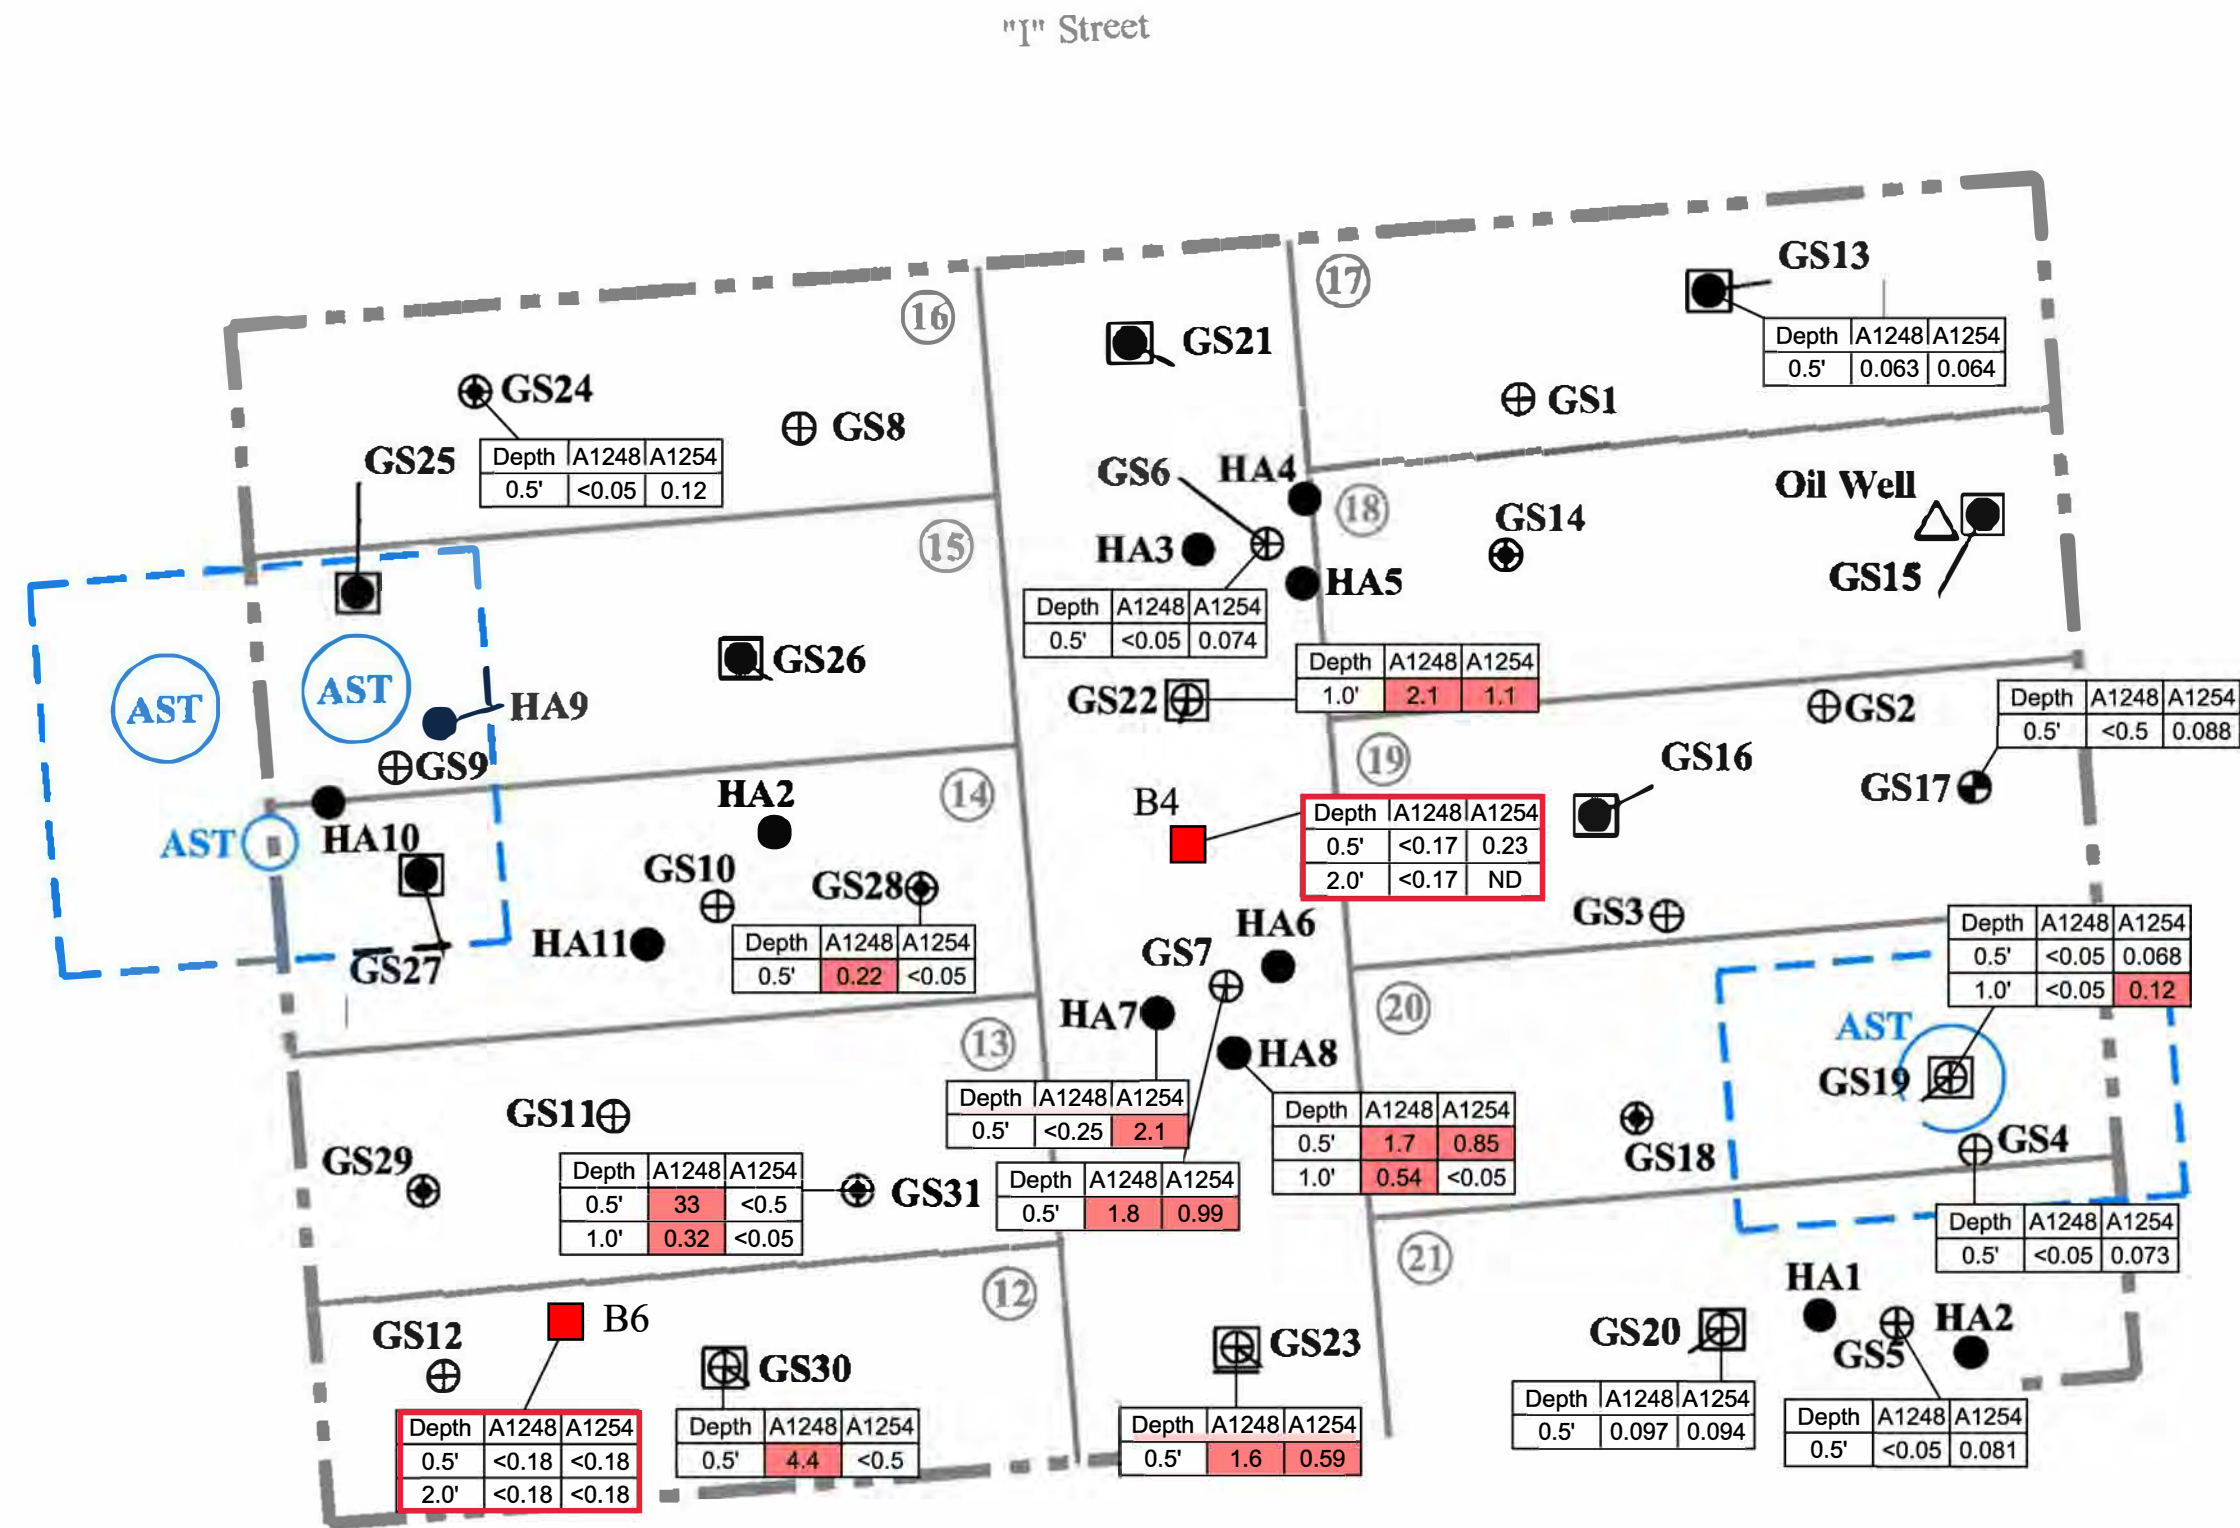 "I" Street
16
17
GS13
Depth A1248 A1254
0.5' 0.063 0.064
GS21
GS24
Depth A1248 A1254
0.5' <0.05 0.12
GS8
GS1
GS25
GS6
HA4
18
GS14
Oil Well
GS15
HA3
HA5
Depth A1248 A1254
0.5' <0.05 0.074
15
AST
AST
HA9
GS9
GS26
GS22
Depth A1248 A1254
1.0' 2.1 1.1
GS2
Depth A1248 A1254
0.5' <0.5 0.088
GS17
19
GS16
B4
Depth A1248 A1254
0.5' <0.17 0.23
2.0' <0.17 ND
14
HA2
AST
HA10
GS27
GS10
GS28
HA11
Depth A1248 A1254
0.5' 0.22 <0.05
GS3
HA6
GS7
HA7
HA8
20
Depth A1248 A1254
0.5' <0.05 0.068
1.0' <0.05 0.12
AST
GS19
GS4
GS18
13
Depth A1248 A1254
0.5' <0.25 2.1
Depth A1248 A1254
0.5' 1.7 0.85
1.0' 0.54 <0.05
Depth A1248 A1254
0.5' 1.8 0.99
GS11
GS29
Depth A1248 A1254
0.5' 33 <0.5
1.0' 0.32 <0.05
GS31
Depth A1248 A1254
0.5' <0.05 0.073
21
12
GS12
B6
GS30
GS23
GS20
HA1
GS5
HA2
Depth A1248 A1254
0.5' <0.18 <0.18
2.0' <0.18 <0.18
Depth A1248 A1254
0.5' 4.4 <0.5
Depth A1248 A1254
0.5' 1.6 0.59
Depth A1248 A1254
0.5' 0.097 0.094
Depth A1248 A1254
0.5' <0.05 0.081